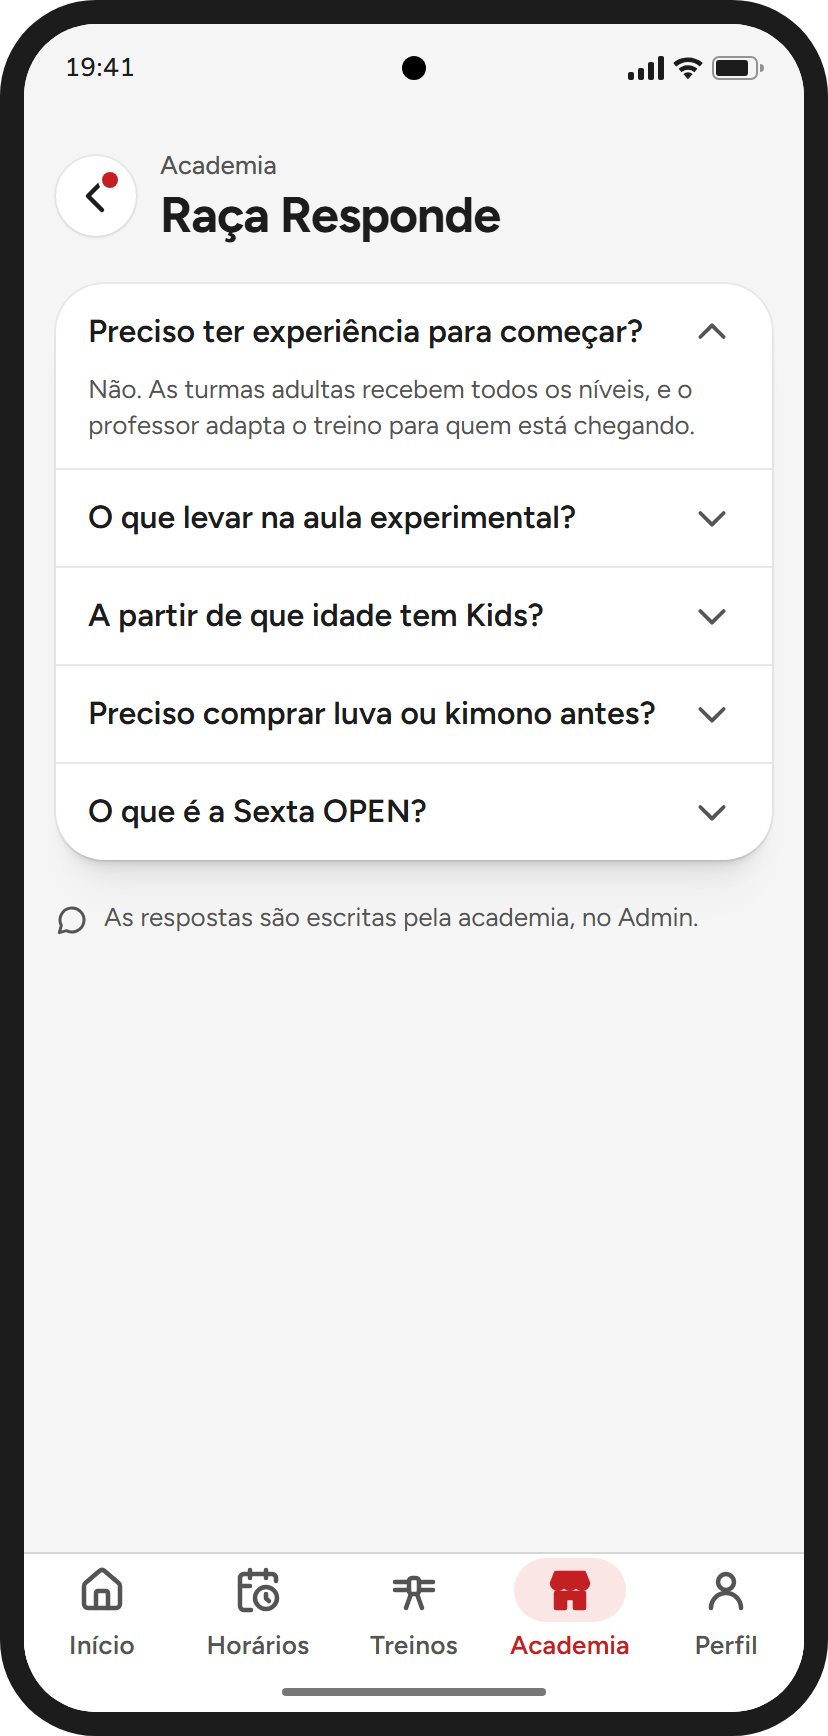 19:41
Academia
Raça Responde
Preciso ter experiência para começar?
Não. As turmas adultas recebem todos os níveis, e o
professor adapta o treino para quem está chegando.
O que levar na aula experimental?
A partir de que idade tem Kids?
Preciso comprar luva ou kimono antes?
O que é a Sexta OPEN?
As respostas são escritas pela academia, no Admin.
Início
Horários
Treinos
Academia
Perfil